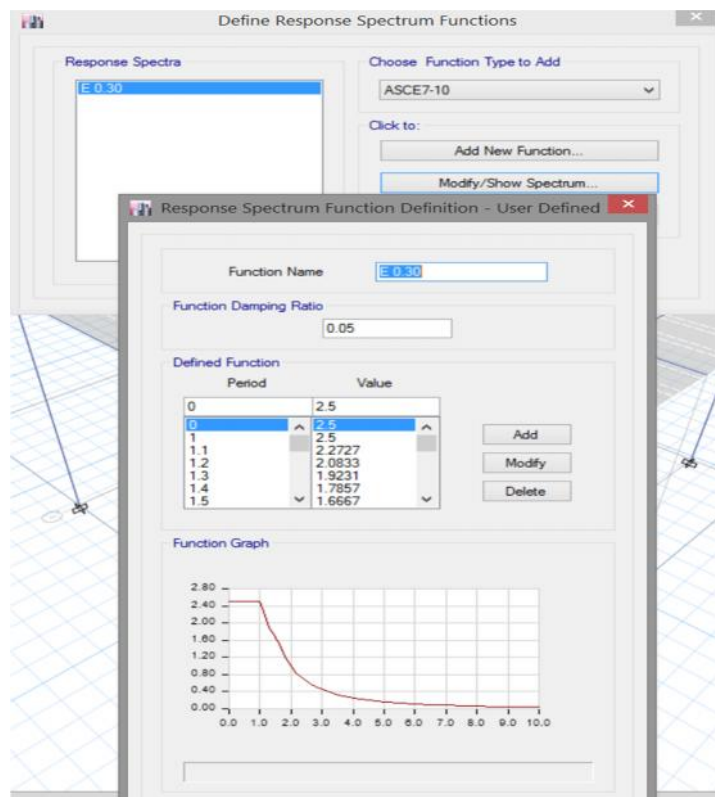 Define Response Spectrum Functions
Response Spectra
E 0.30
Choose Function Type to Add
ASCE7-10
Click to:
Add New Function...
Modify/Show Spectrum...
Response Spectrum Function Definition - User Defined
Function Name
E 0.30
Function Damping Ratio
0.05
Defined Function
Period Value
0 2.5
0 2.5
1 2.5
1.1 2.2727
1.2 2.0833
1.3 1.9231
1.4 1.7857
1.5 1.6667
Add
Modify
Delete
Function Graph
2.80
2.40
2.00
1.60
1.20
0.80
0.40
0.00
0.0 1.0 2.0 3.0 4.0 5.0 6.0 7.0 8.0 9.0 10.0